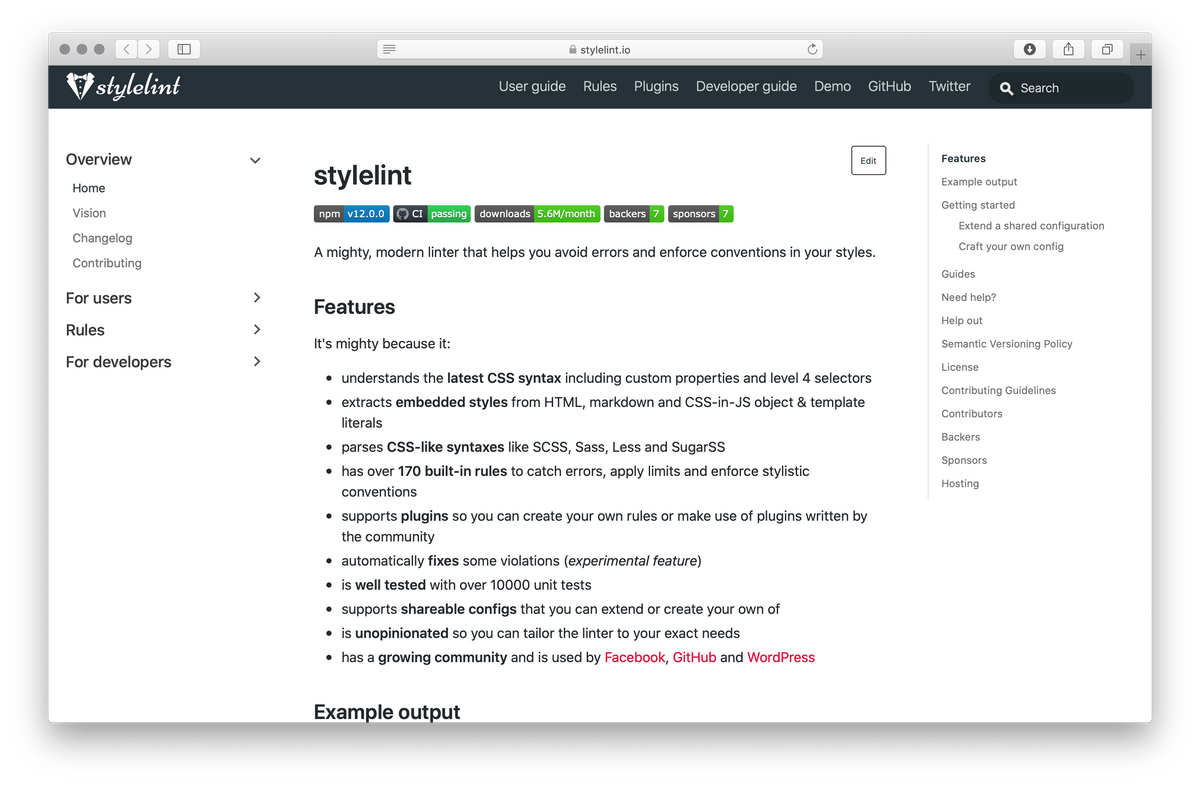 stylelint.io
stylelint
User guide Rules Plugins Developer guide Demo GitHub Twitter Search
Overview
Home
Vision
Changelog
Contributing
For users
Rules
For developers
stylelint
Edit
npm v12.0.0 CI passing downloads 5.6M/month backers 7 sponsors 7
A mighty, modern linter that helps you avoid errors and enforce conventions in your styles.
Features
It's mighty because it:
• understands the latest CSS syntax including custom properties and level 4 selectors
• extracts embedded styles from HTML, markdown and CSS-in-JS object & template
literals
• parses CSS-like syntaxes like SCSS, Sass, Less and SugarSS
• has over 170 built-in rules to catch errors, apply limits and enforce stylistic
conventions
• supports plugins so you can create your own rules or make use of plugins written by
the community
• automatically fixes some violations (experimental feature)
• is well tested with over 10000 unit tests
• supports shareable configs that you can extend or create your own of
• is unopinionated so you can tailor the linter to your exact needs
• has a growing community and is used by Facebook, GitHub and WordPress
Example output
Features
Example output
Getting started
Extend a shared configuration
Craft your own config
Guides
Need help?
Help out
Semantic Versioning Policy
License
Contributing Guidelines
Contributors
Backers
Sponsors
Hosting